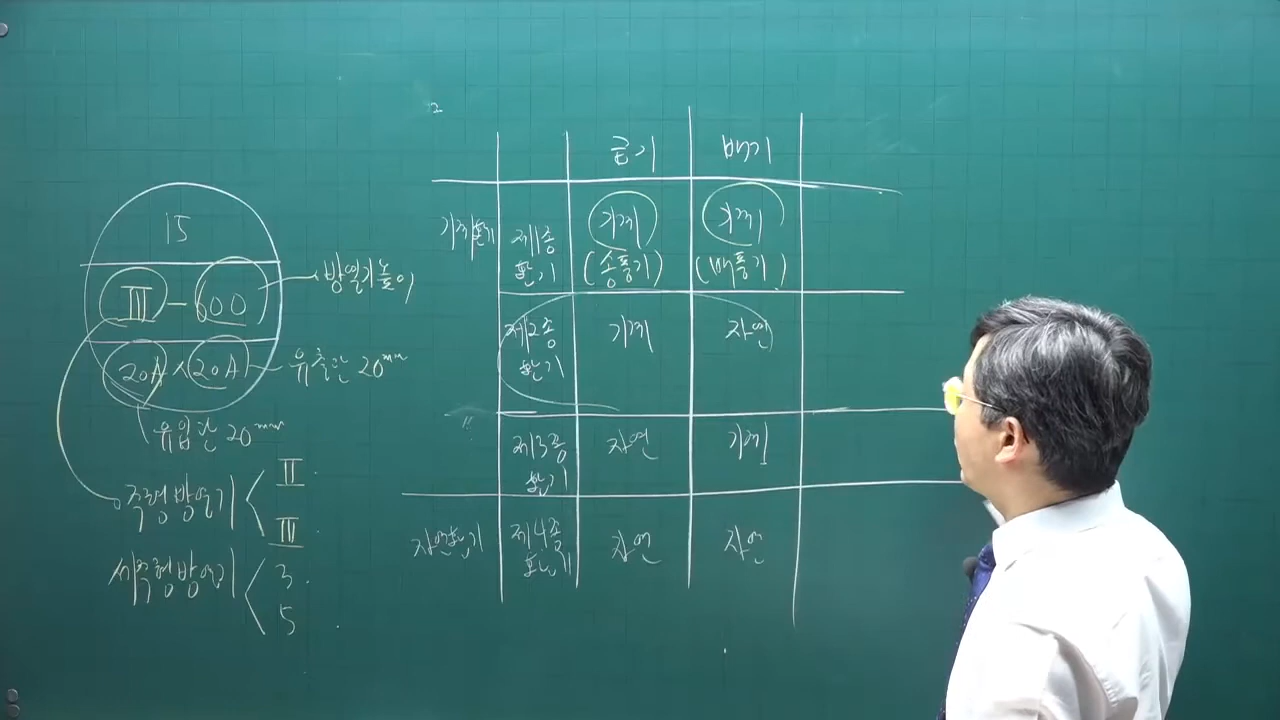 15
Ⅲ - 600
방열기높이
20A × 20A
유출관 20mm
유입관 20mm
주형방열기 < Ⅱ
Ⅳ
세주형방열기 < 3
5
2
급기 배기
기계환기 제1종 환기 기계 (송풍기) 기계 (배풍기)
제2종 환기 기계 자연
제3종 환기 자연 기계
자연환기 제4종 환기 자연 자연